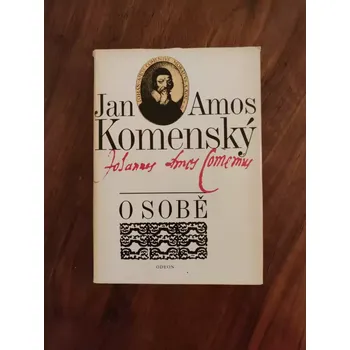 Jan Amos
Komenský
Johannes Amos Comenius
O SOBĚ
ODEON